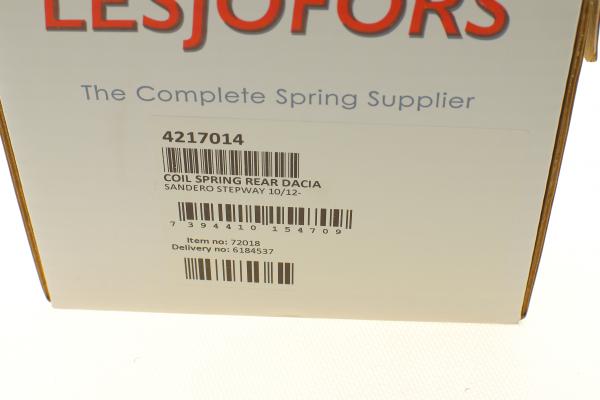 LESJÖFORS
The Complete Spring Supplier
4217014
COIL SPRING REAR DACIA
SANDERO STEPWAY 10/12-
7 394410 154709
Item no: 72018
Delivery no: 6184537